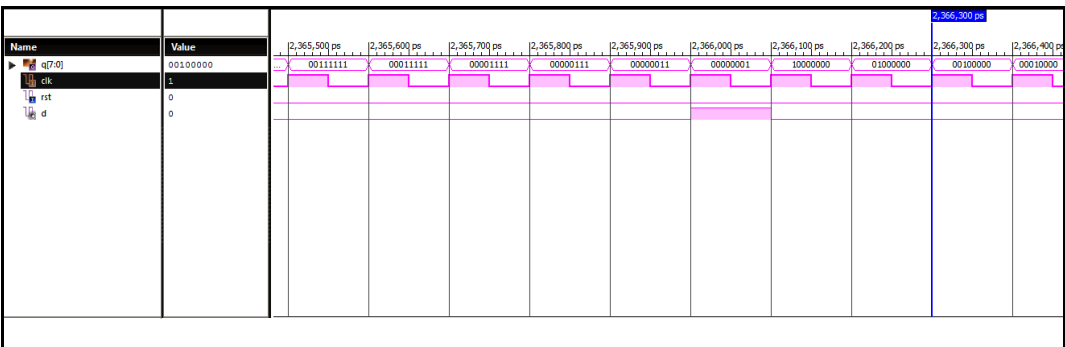 2,366,300 ps
Name Value 2,365,500 ps 2,365,600 ps 2,365,700 ps 2,365,800 ps 2,365,900 ps 2,366,000 ps 2,366,100 ps 2,366,200 ps 2,366,300 ps 2,366,400 ps
q[7:0] 00100000 ... 00111111 00011111 00001111 00000111 00000011 00000001 10000000 01000000 00100000 00010000
clk 1
rst 0
d 0